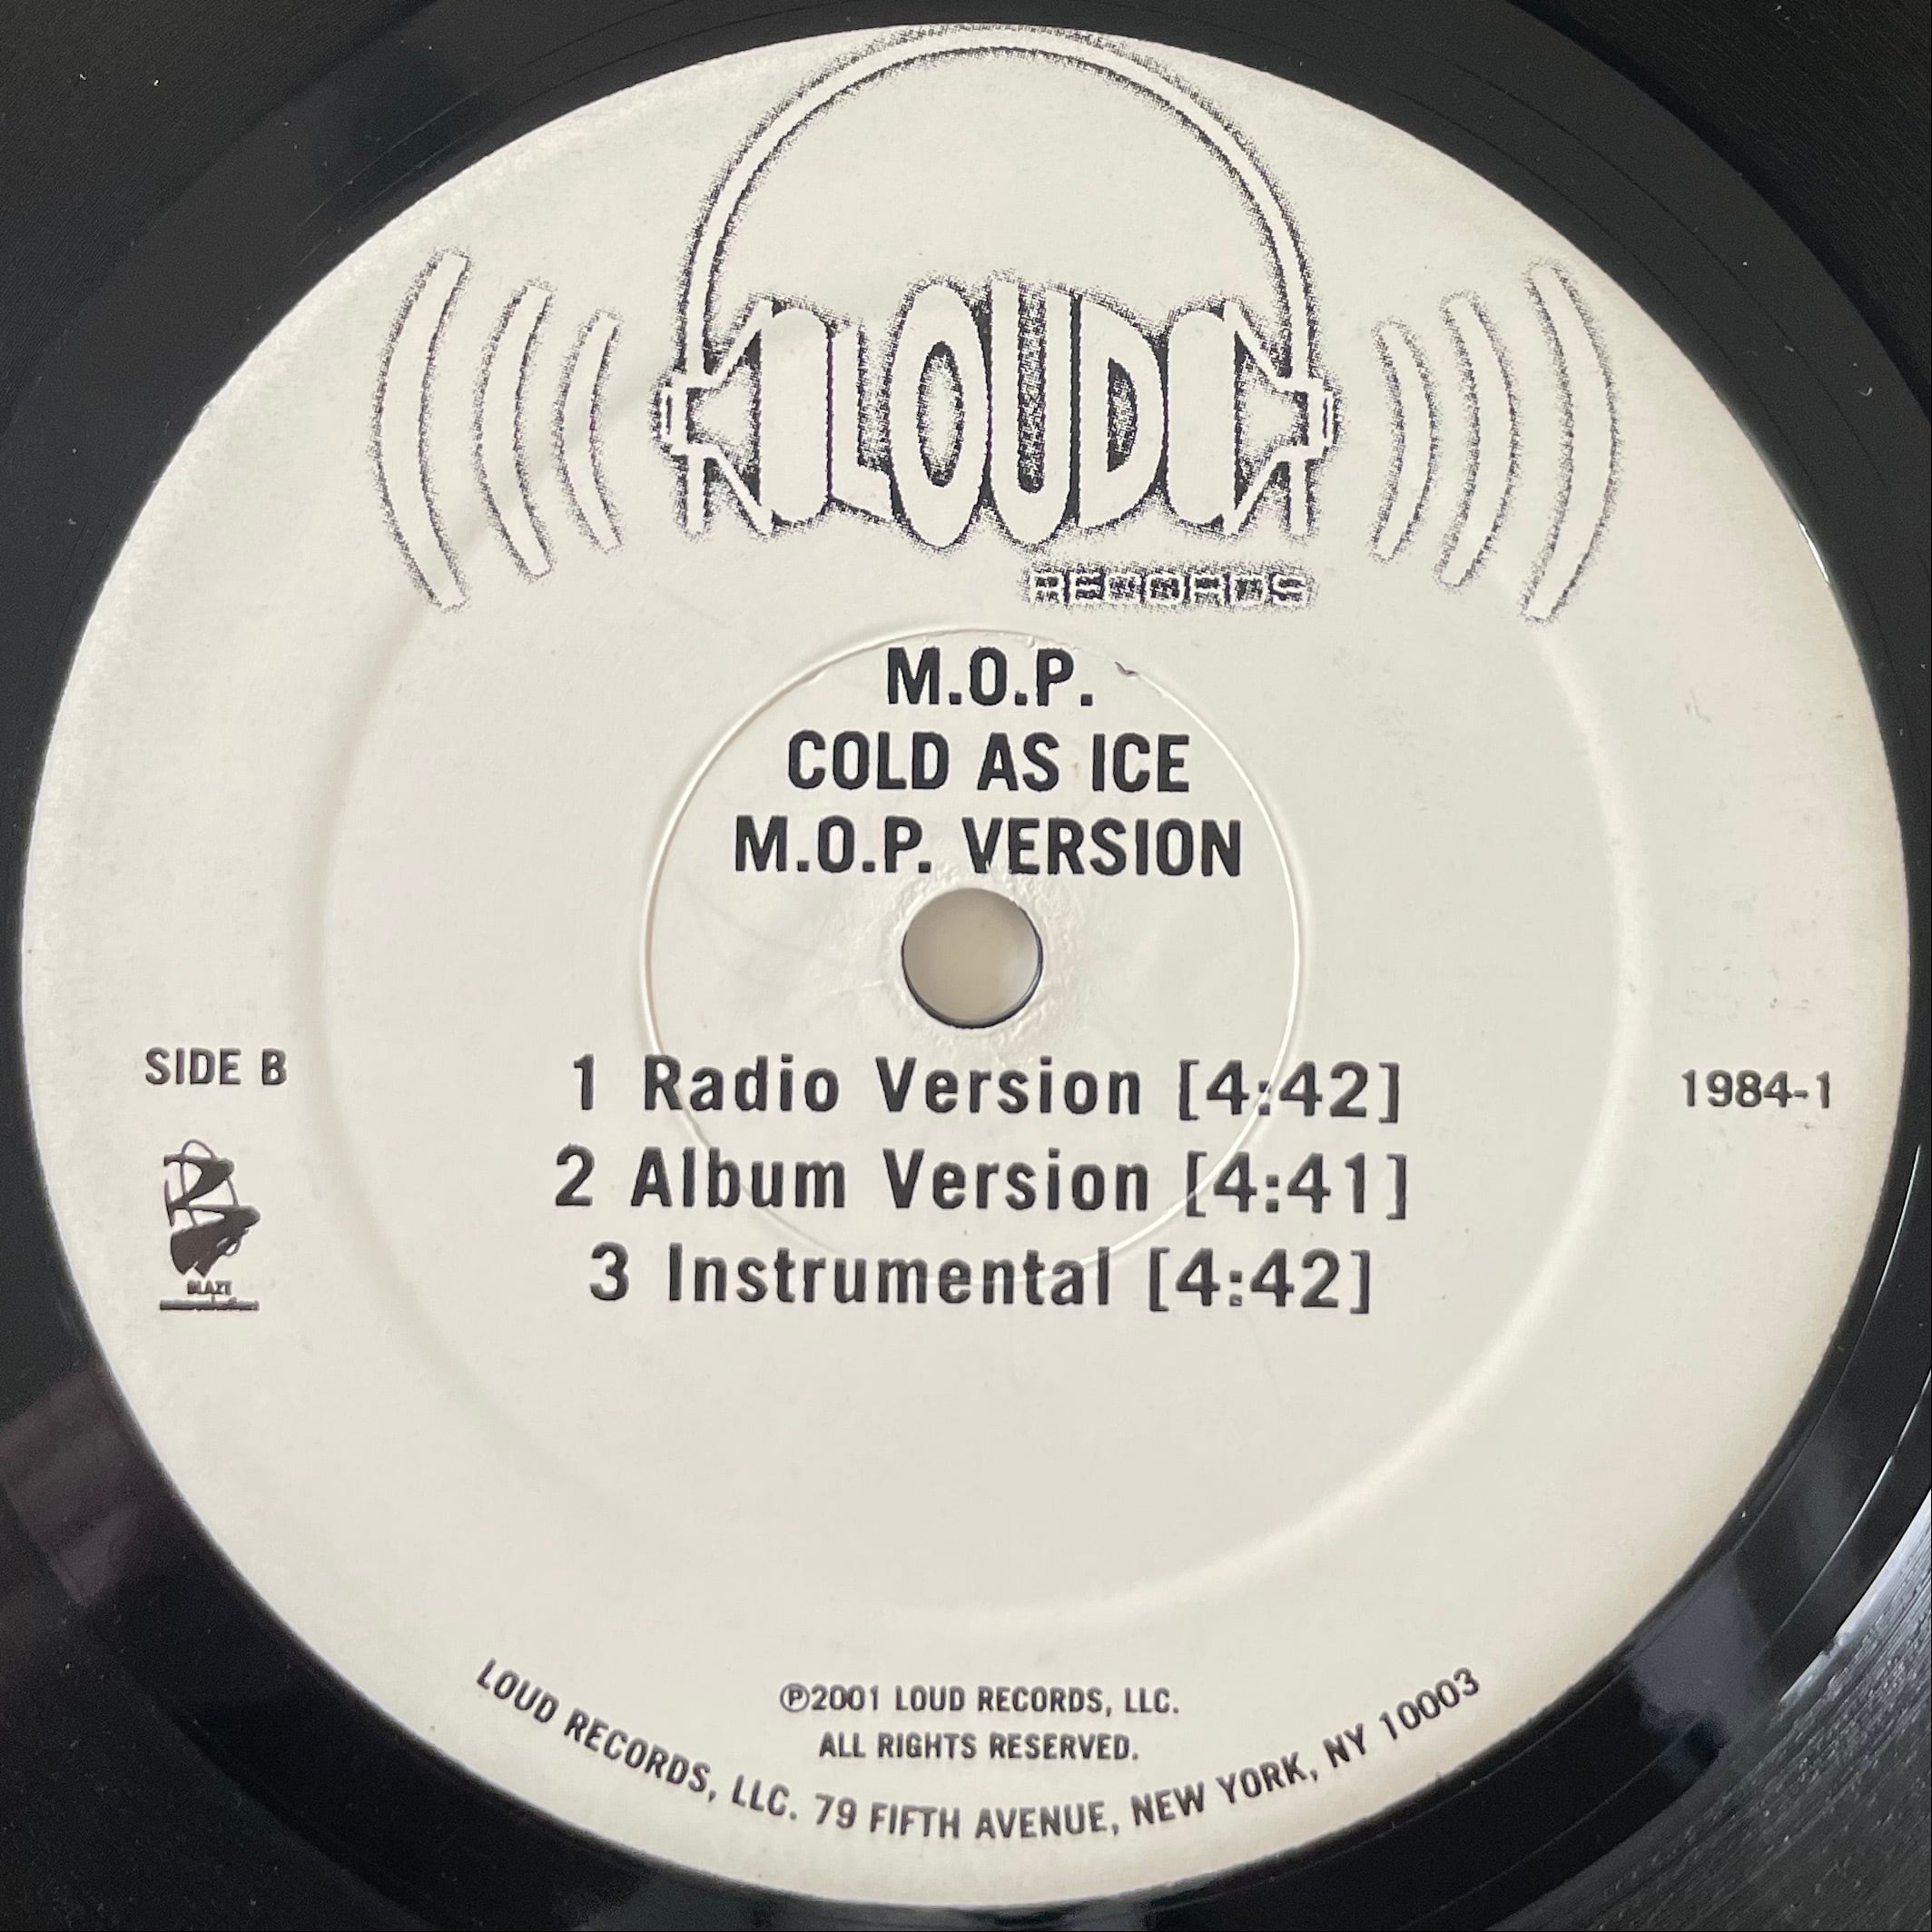 LOUD
RECORDS
M.O.P.
COLD AS ICE
M.O.P. VERSION
SIDE B
1 Radio Version [4:42]
2 Album Version [4:41]
3 Instrumental [4:42]
1984-1
BLAZE
℗2001 LOUD RECORDS, LLC.
ALL RIGHTS RESERVED.
LOUD RECORDS, LLC. 79 FIFTH AVENUE, NEW YORK, NY 10003